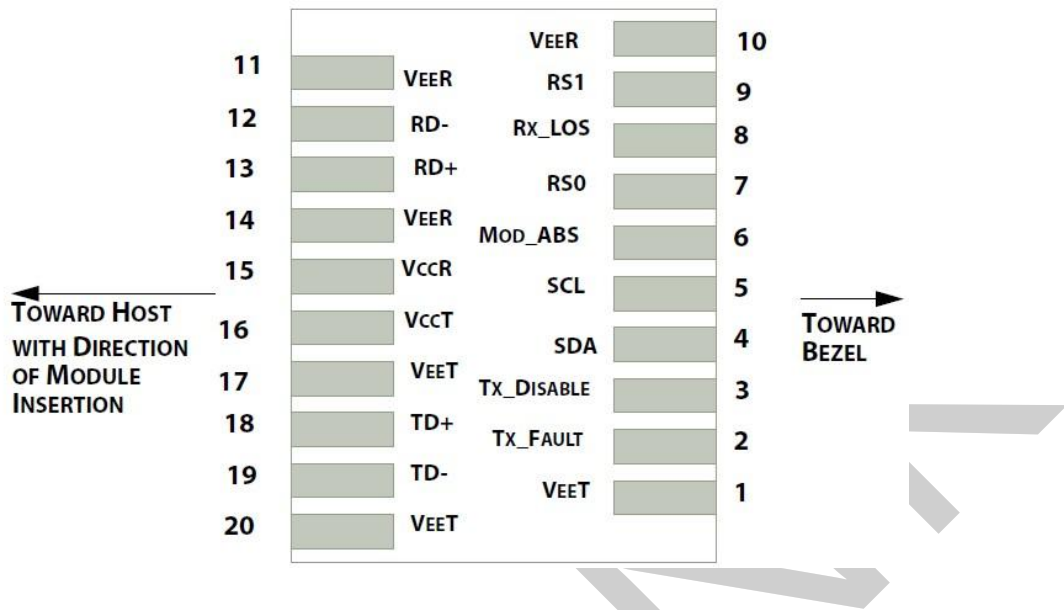 VEER 10
11 VEER
RS1 9
12 RD-
RX_LOS 8
13 RD+
RS0 7
14 VEER
MOD_ABS 6
15 VCCR
SCL 5
16 VCCT
SDA 4
17 VEET
TX_DISABLE 3
18 TD+
TX_FAULT 2
19 TD-
VEET 1
20 VEET
TOWARD HOST
WITH DIRECTION
OF MODULE
INSERTION
TOWARD
BEZEL